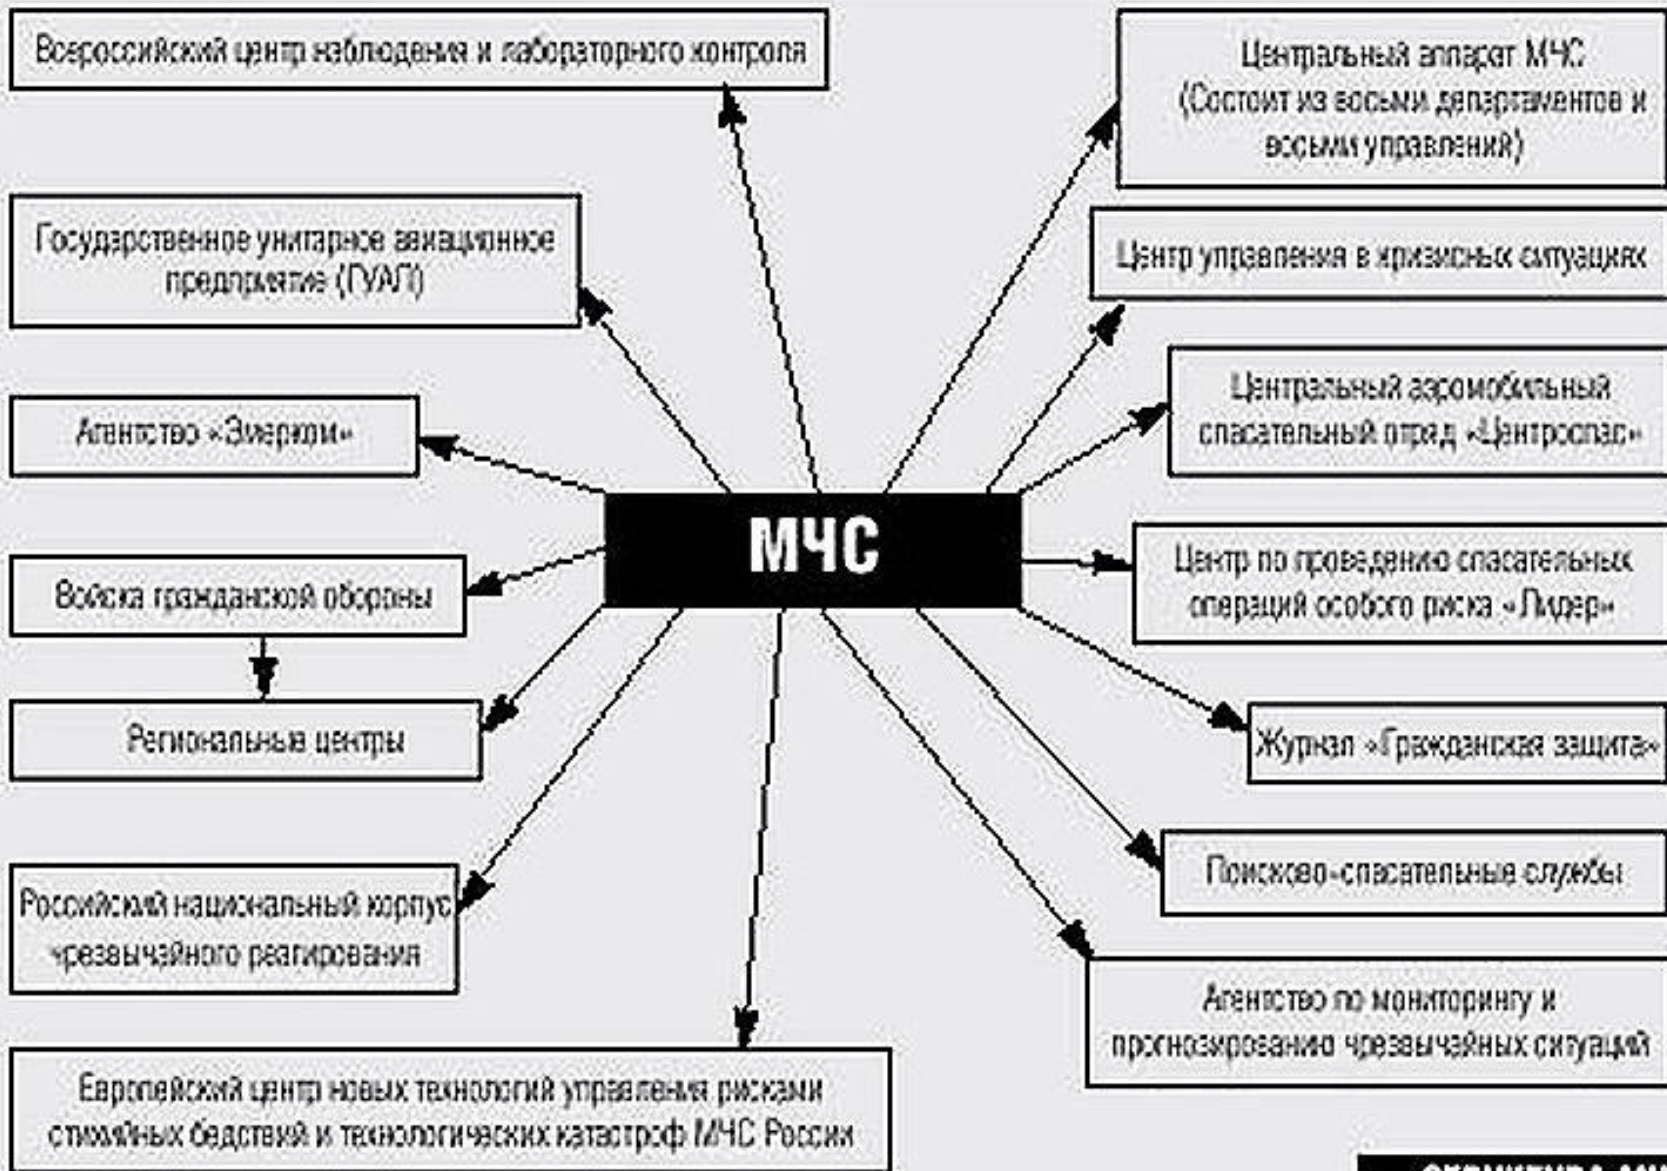 Всероссийский центр наблюдения и лабораторного контроля
Центральный аппарат МЧС
(Состоит из восьми департаментов и
восьми управлений)
Государственное унитарное авиационное
предприятие (ГУАП)
Центр управления в кризисных ситуациях
Центральный аэромобильный
спасательный отряд «Центроспас»
Агентство «Эмерком»
МЧС
Центр по проведению спасательных
операций особого риска «Лидер»
Войска гражданской обороны
Региональные центры
Журнал «Гражданская защита»
Поисково-спасательные службы
Российский национальный корпус
чрезвычайного реагирования
Агентство по мониторингу и
прогнозированию чрезвычайных ситуаций
Европейский центр новых технологий управления рисками
стихийных бедствий и технологических катастроф МЧС России